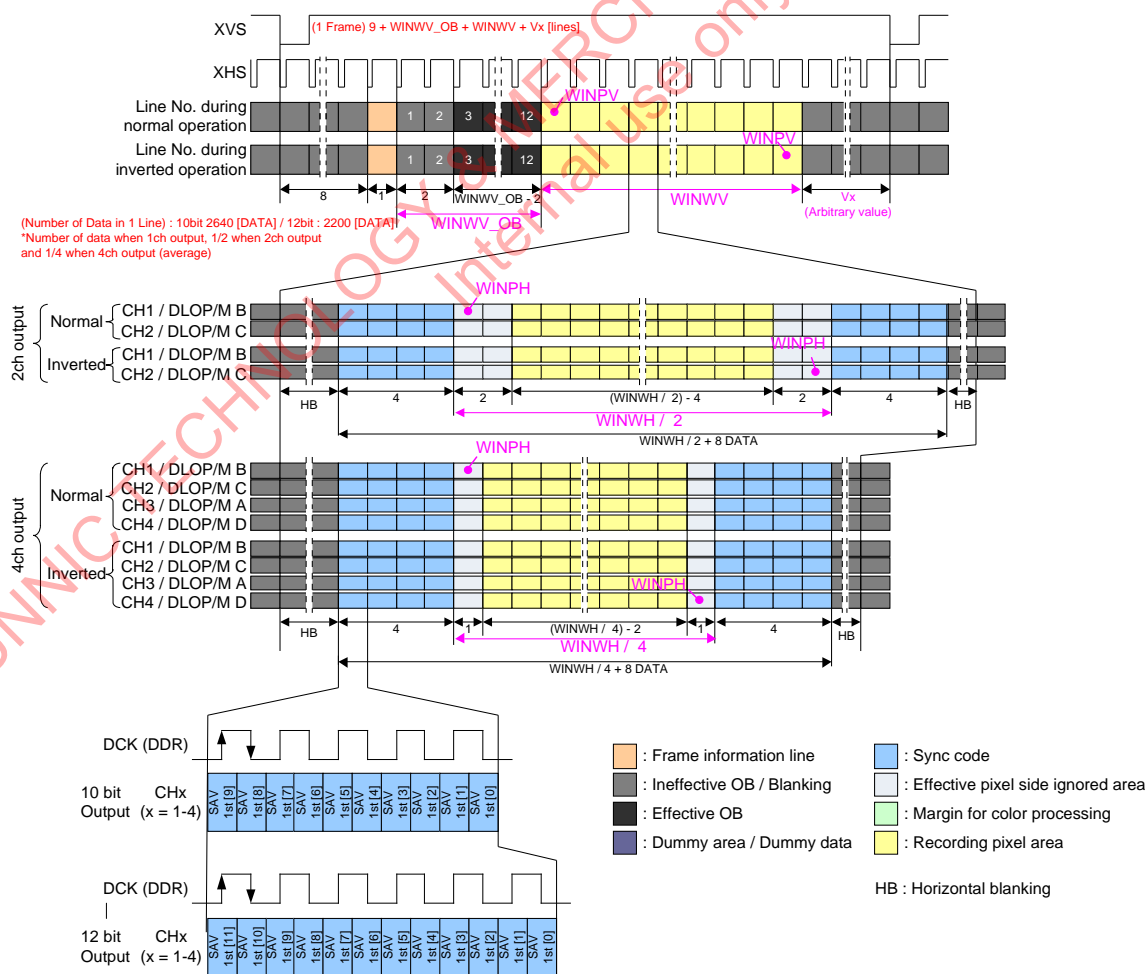 XVS
(1 Frame) 9 + WINWV_OB + WINWV + Vx [lines]
XHS
WINPV
Line No. during
normal operation
1 2 3 12
WINPV
Line No. during
inverted operation
1 2 3 12
8 1 2 WINWV_OB - 2 WINWV Vx
(Arbitrary value)
WINWV_OB
(Number of Data in 1 Line) : 10bit 2640 [DATA] / 12bit : 2200 [DATA]
*Number of data when 1ch output, 1/2 when 2ch output
and 1/4 when 4ch output (average)
WINPH
2ch output
Normal
CH1 / DLOP/M B
CH2 / DLOP/M C
Inverted
CH1 / DLOP/M B
CH2 / DLOP/M C
WINPH
HB 4 2 (WINWH / 2) - 4 2 4 HB
WINWH / 2
WINWH / 2 + 8 DATA
4ch output
Normal
CH1 / DLOP/M B
CH2 / DLOP/M C
CH3 / DLOP/M A
CH4 / DLOP/M D
WINPH
Inverted
CH1 / DLOP/M B
CH2 / DLOP/M C
CH3 / DLOP/M A
CH4 / DLOP/M D
WINPH
HB 4 1 (WINWH / 4) - 2 1 4 HB
WINWH / 4
WINWH / 4 + 8 DATA
DCK (DDR)
10 bit CHx
Output (x = 1-4)
SAV 1st [9]
SAV 1st [8]
SAV 1st [7]
SAV 1st [6]
SAV 1st [5]
SAV 1st [4]
SAV 1st [3]
SAV 1st [2]
SAV 1st [1]
SAV 1st [0]
DCK (DDR)
12 bit CHx
Output (x = 1-4)
SAV 1st [11]
SAV 1st [10]
SAV 1st [9]
SAV 1st [8]
SAV 1st [7]
SAV 1st [6]
SAV 1st [5]
SAV 1st [4]
SAV 1st [3]
SAV 1st [2]
SAV 1st [1]
SAV 1st [0]
: Frame information line
: Ineffective OB / Blanking
: Effective OB
: Dummy area / Dummy data
: Sync code
: Effective pixel side ignored area
: Margin for color processing
: Recording pixel area
HB : Horizontal blanking
TECHNOLOGY & MERCH
Internal use only